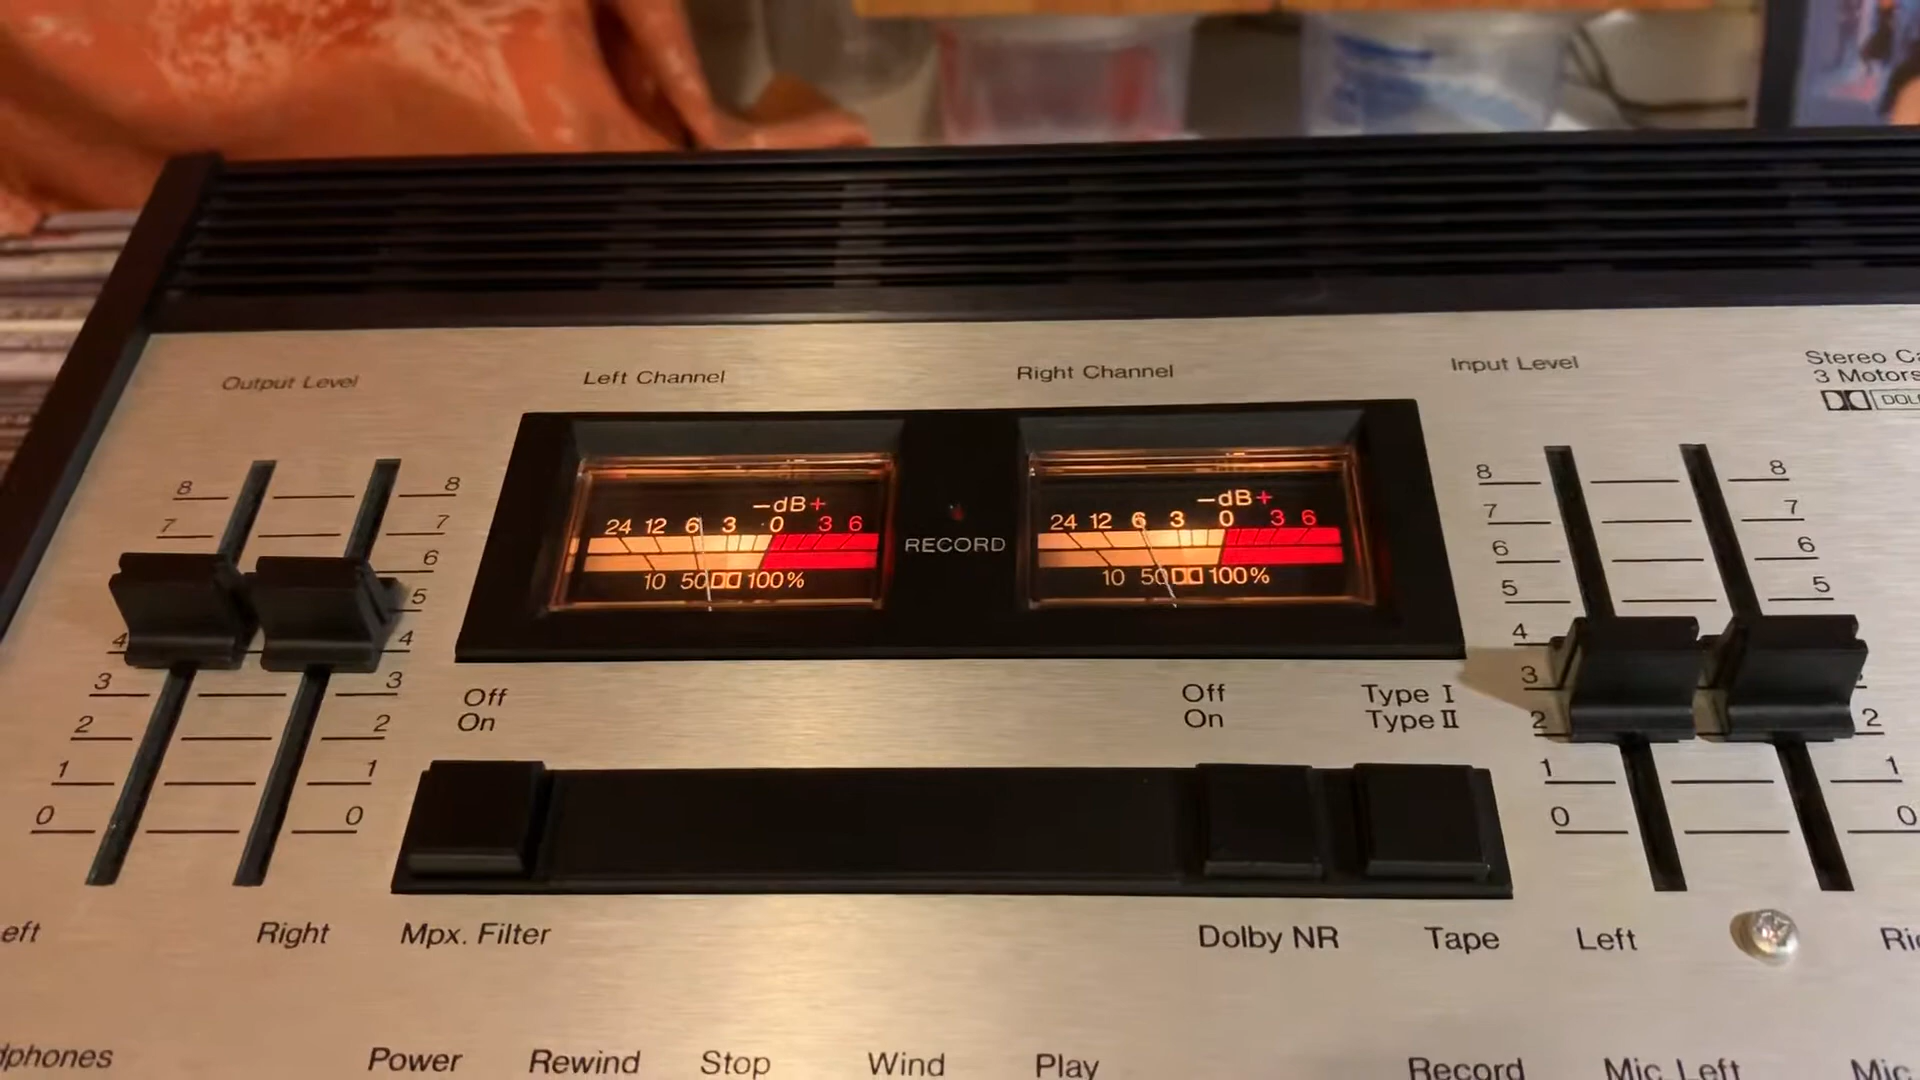 Stereo
3 Motors
Output Level
Left Channel
Right Channel
Input Level
8
8
7
7
6
5
4
4
3
3
2
2
1
1
0
0
−dB+
24 12 6 3 0 3 6
10 50 100%
RECORD
−dB+
24 12 6 3 0 3 6
10 50 100%
8
8
7
7
6
6
5
5
4
3
2
2
1
1
0
0
Off
On
Off
On
Type I
Type II
Right
Mpx. Filter
Dolby NR
Tape
Left
Power
Rewind
Stop
Wind
Play
Record
Mic Left
Mic